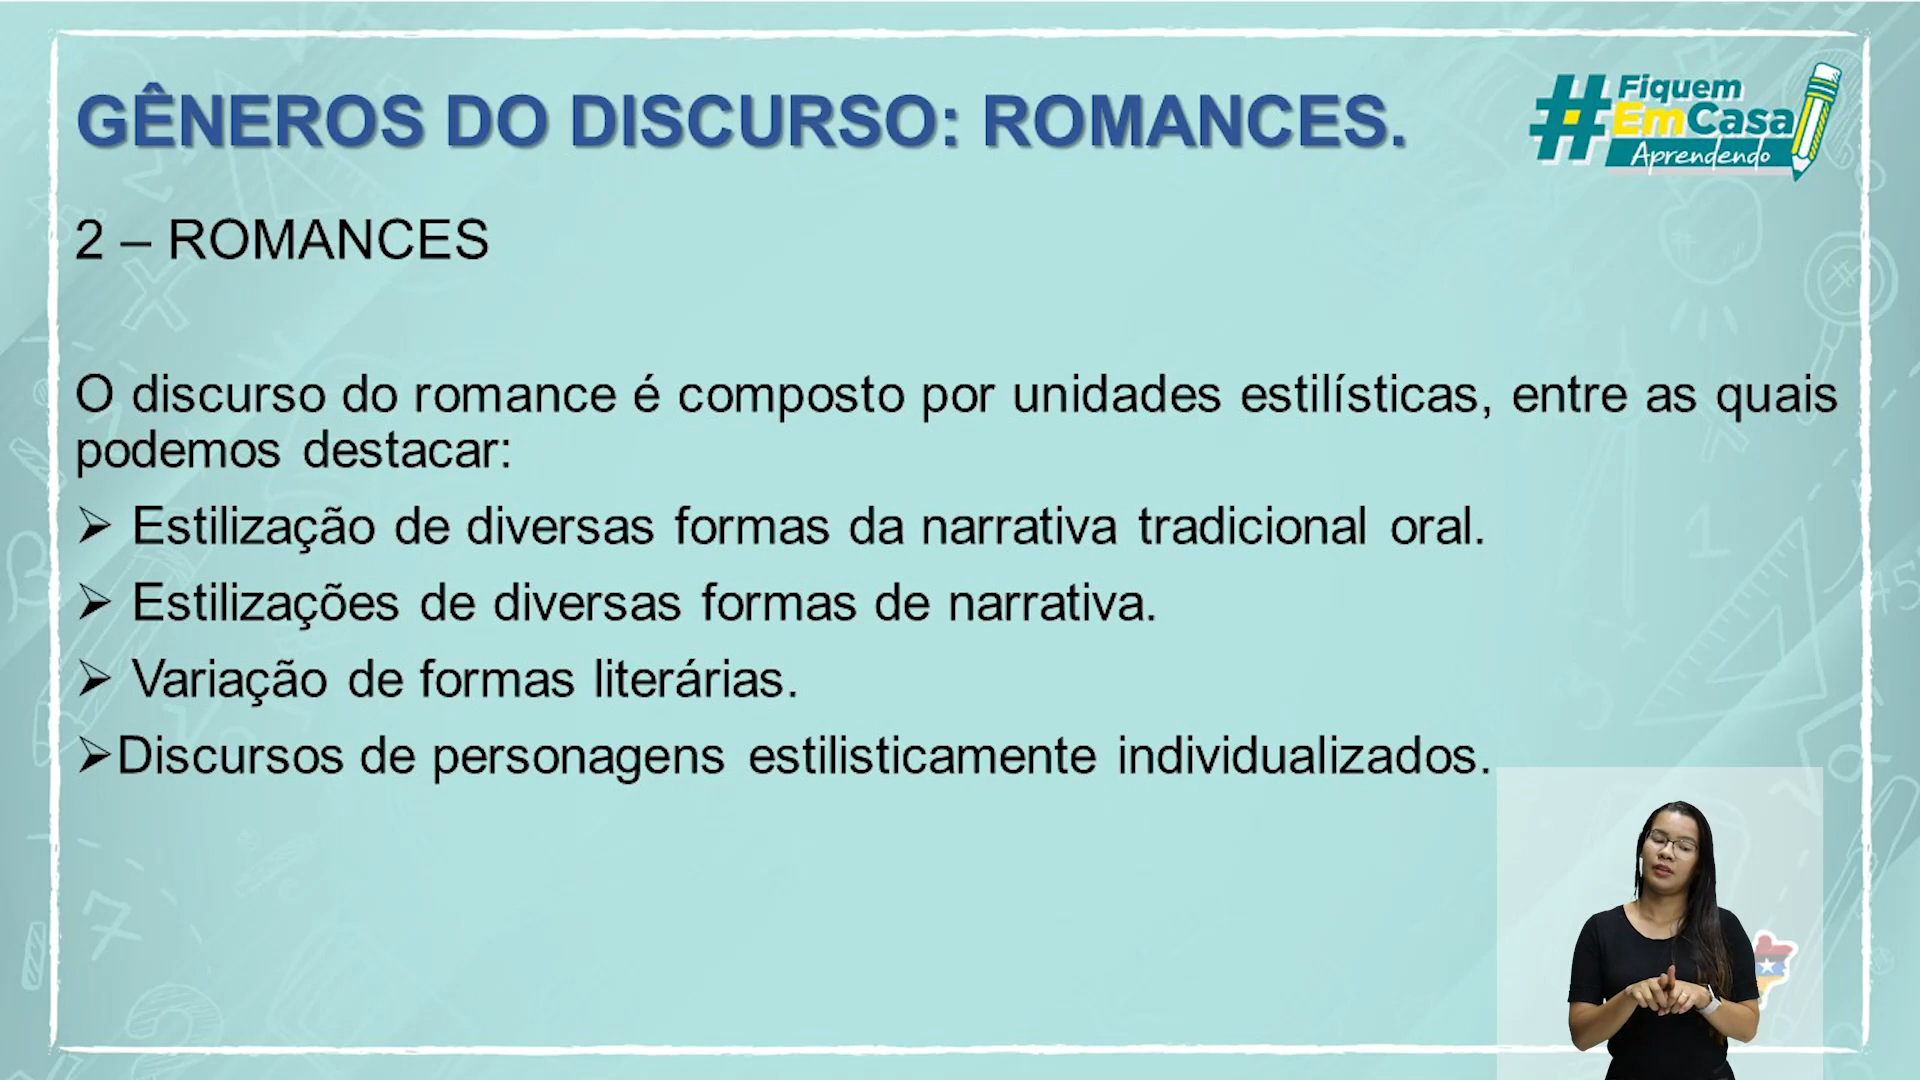 GÊNEROS DO DISCURSO: ROMANCES.
#Fiquem
EmCasa
Aprendendo
2 – ROMANCES
O discurso do romance é composto por unidades estilísticas, entre as quais
podemos destacar:
➢ Estilização de diversas formas da narrativa tradicional oral.
➢ Estilizações de diversas formas de narrativa.
➢ Variação de formas literárias.
➢Discursos de personagens estilisticamente individualizados.